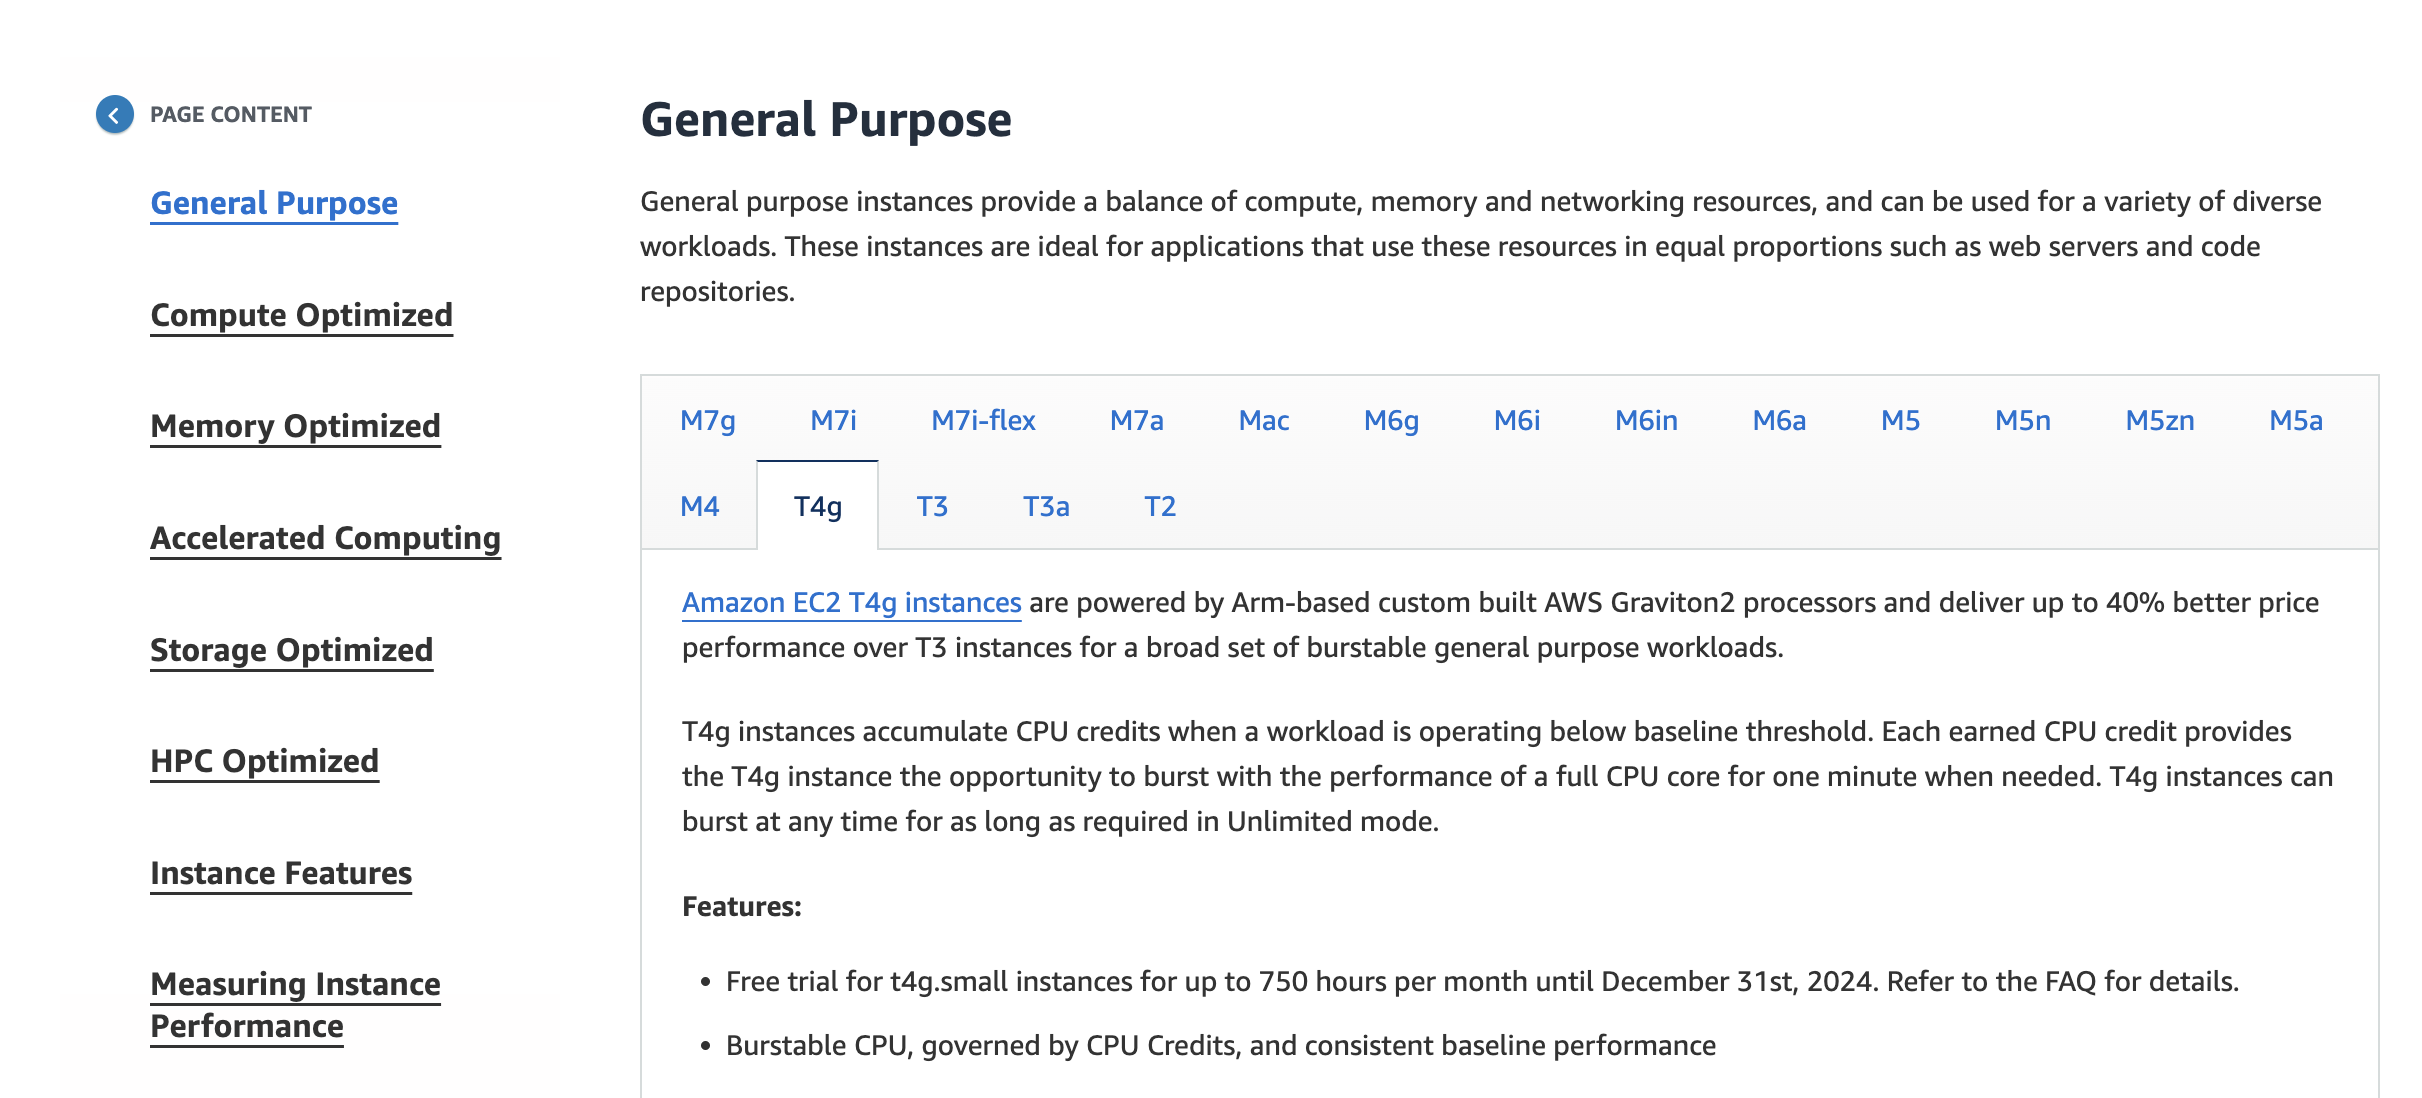 PAGE CONTENT
General Purpose
Compute Optimized
Memory Optimized
Accelerated Computing
Storage Optimized
HPC Optimized
Instance Features
Measuring Instance
Performance
General Purpose
General purpose instances provide a balance of compute, memory and networking resources, and can be used for a variety of diverse
workloads. These instances are ideal for applications that use these resources in equal proportions such as web servers and code
repositories.
M7g M7i M7i-flex M7a Mac M6g M6i M6in M6a M5 M5n M5zn M5a
M4 T4g T3 T3a T2
Amazon EC2 T4g instances are powered by Arm-based custom built AWS Graviton2 processors and deliver up to 40% better price
performance over T3 instances for a broad set of burstable general purpose workloads.
T4g instances accumulate CPU credits when a workload is operating below baseline threshold. Each earned CPU credit provides
the T4g instance the opportunity to burst with the performance of a full CPU core for one minute when needed. T4g instances can
burst at any time for as long as required in Unlimited mode.
Features:
• Free trial for t4g.small instances for up to 750 hours per month until December 31st, 2024. Refer to the FAQ for details.
• Burstable CPU, governed by CPU Credits, and consistent baseline performance